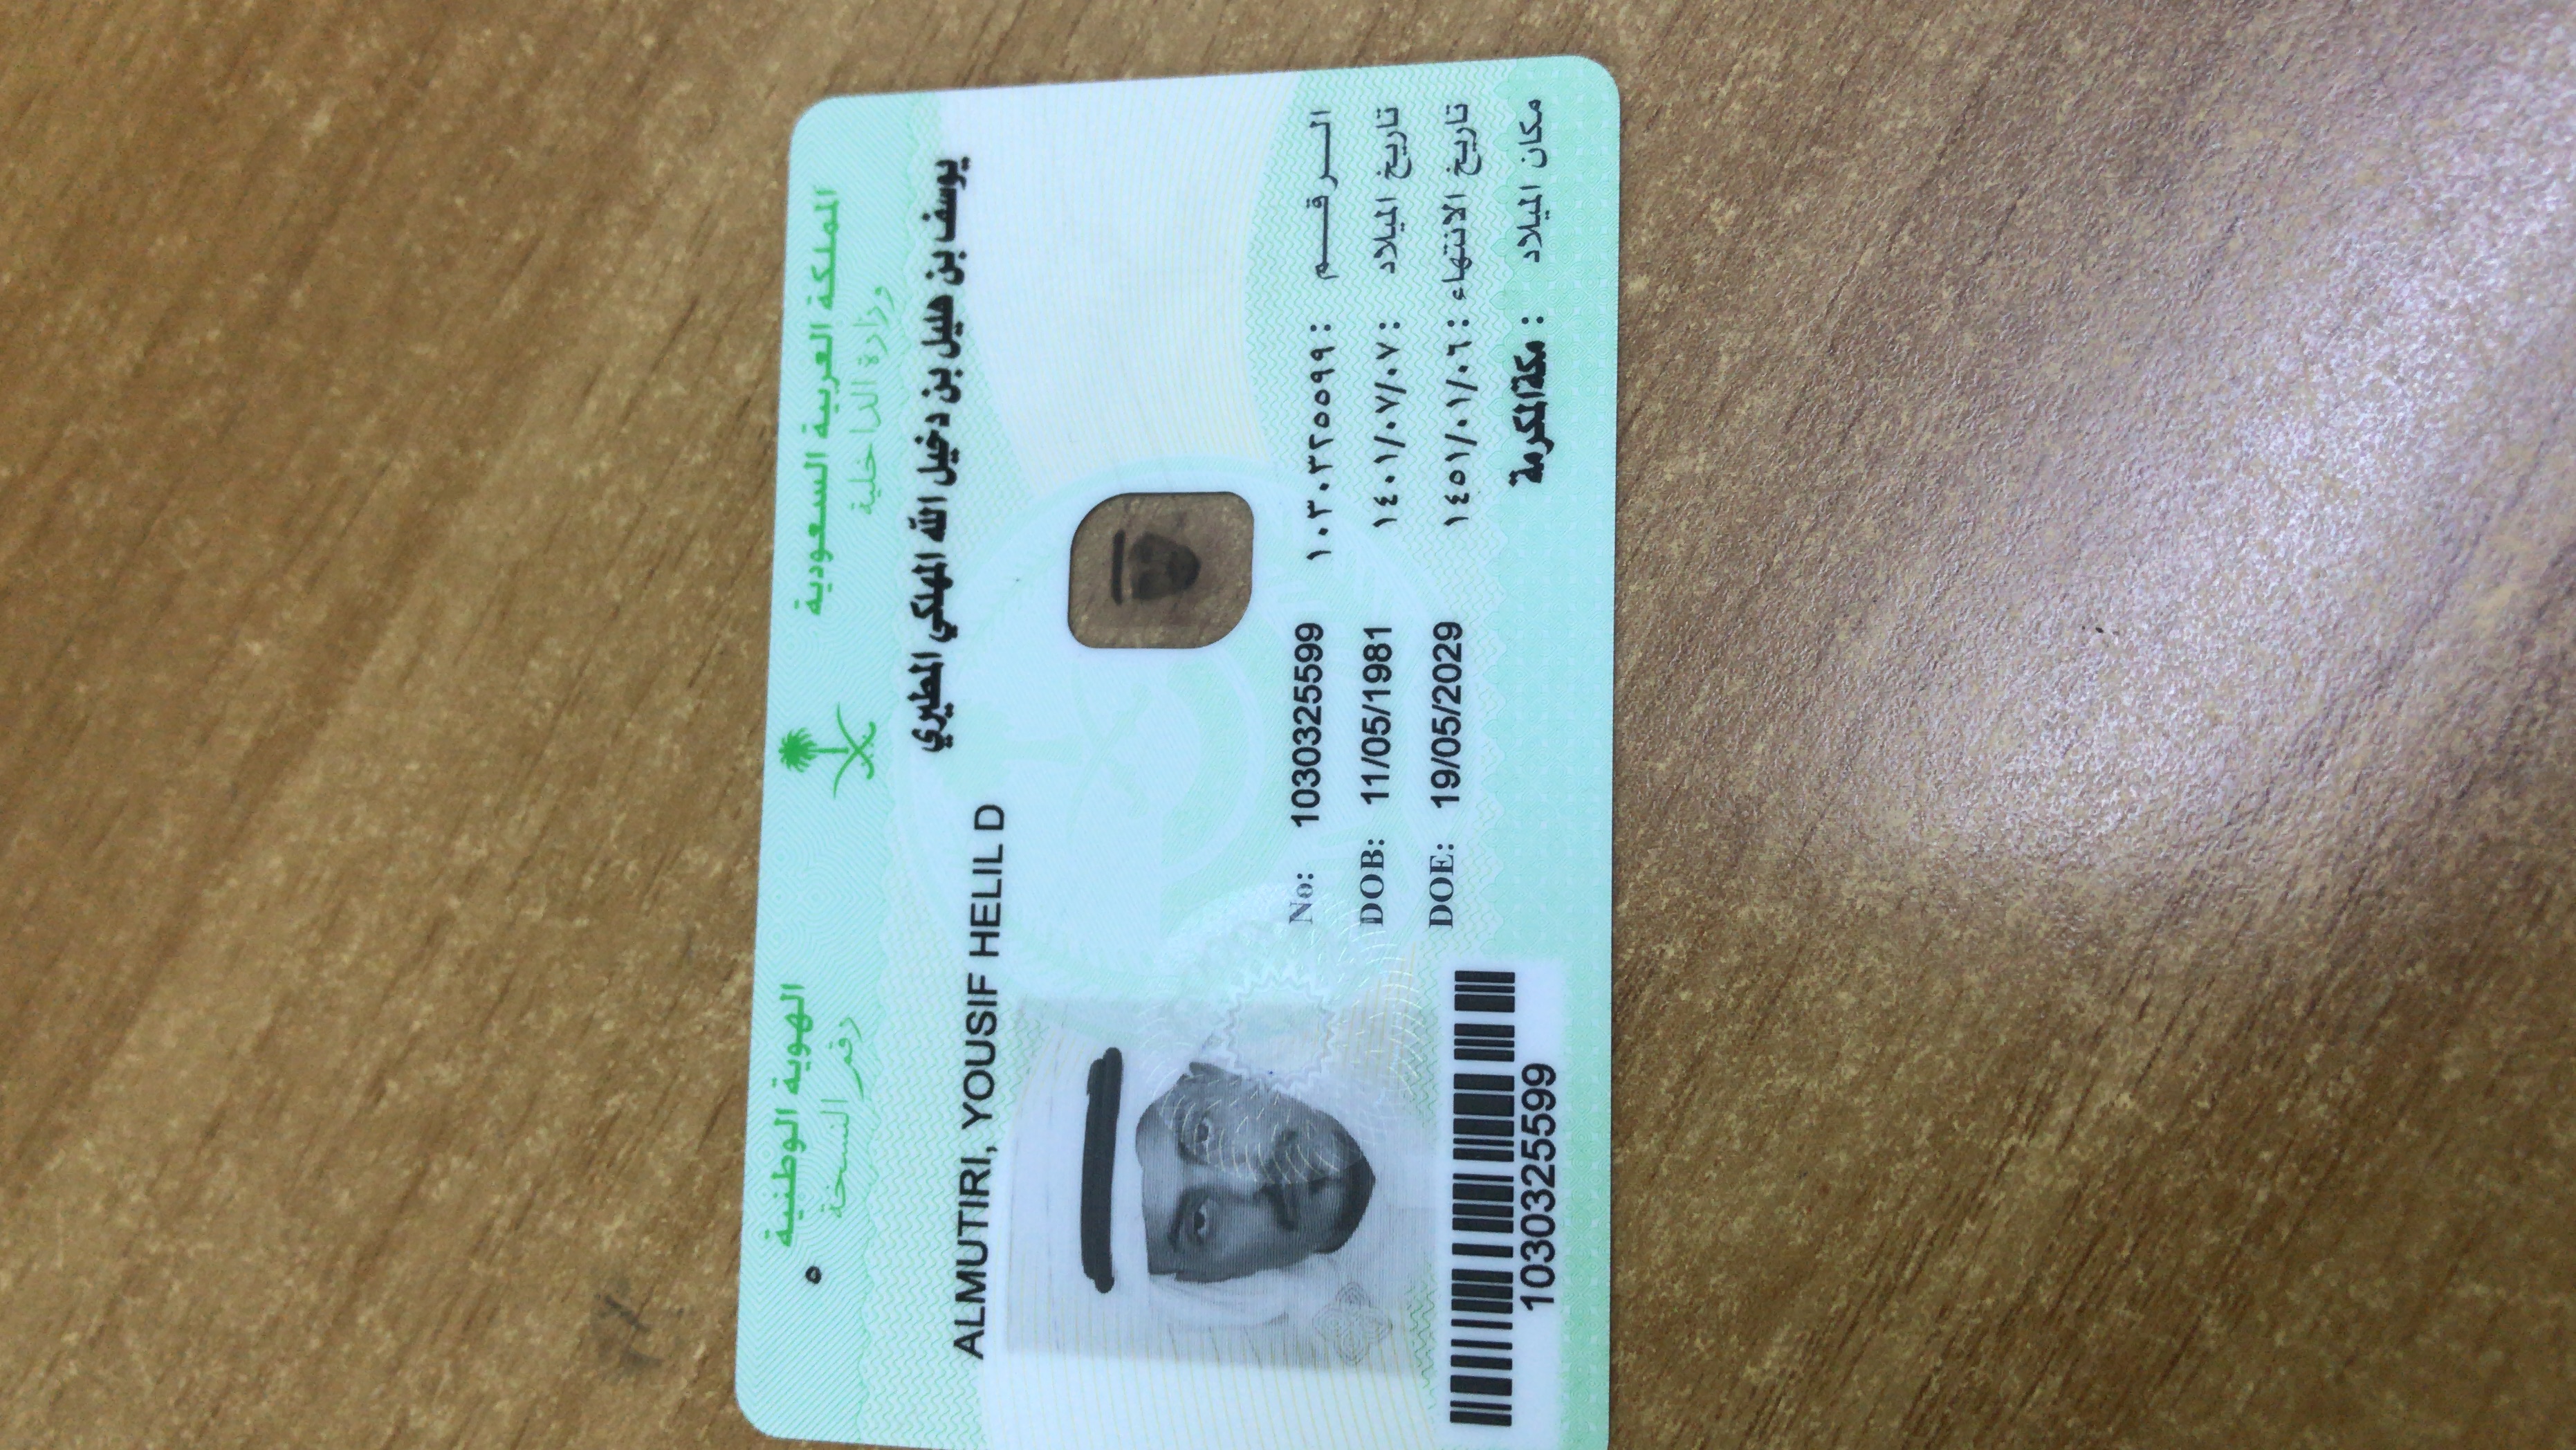 المملكة العربية السعودية
وزارة الداخلية
الهوية الوطنية
رقم النسخة ٥
يوسف بن هليل بن دخيل الله المهلكي المطيري
ALMUTIRI, YOUSIF HELIL D
No: 1030325599
الرقم : ١٠٣٠٣٢٥٥٩٩
DOB: 11/05/1981
تاريخ الميلاد : ١٤٠١/٠٧/٠٧
DOE: 19/05/2029
تاريخ الانتهاء : ١٤٥١/٠١/٠٦
مكان الميلاد : مكة المكرمة
1030325599